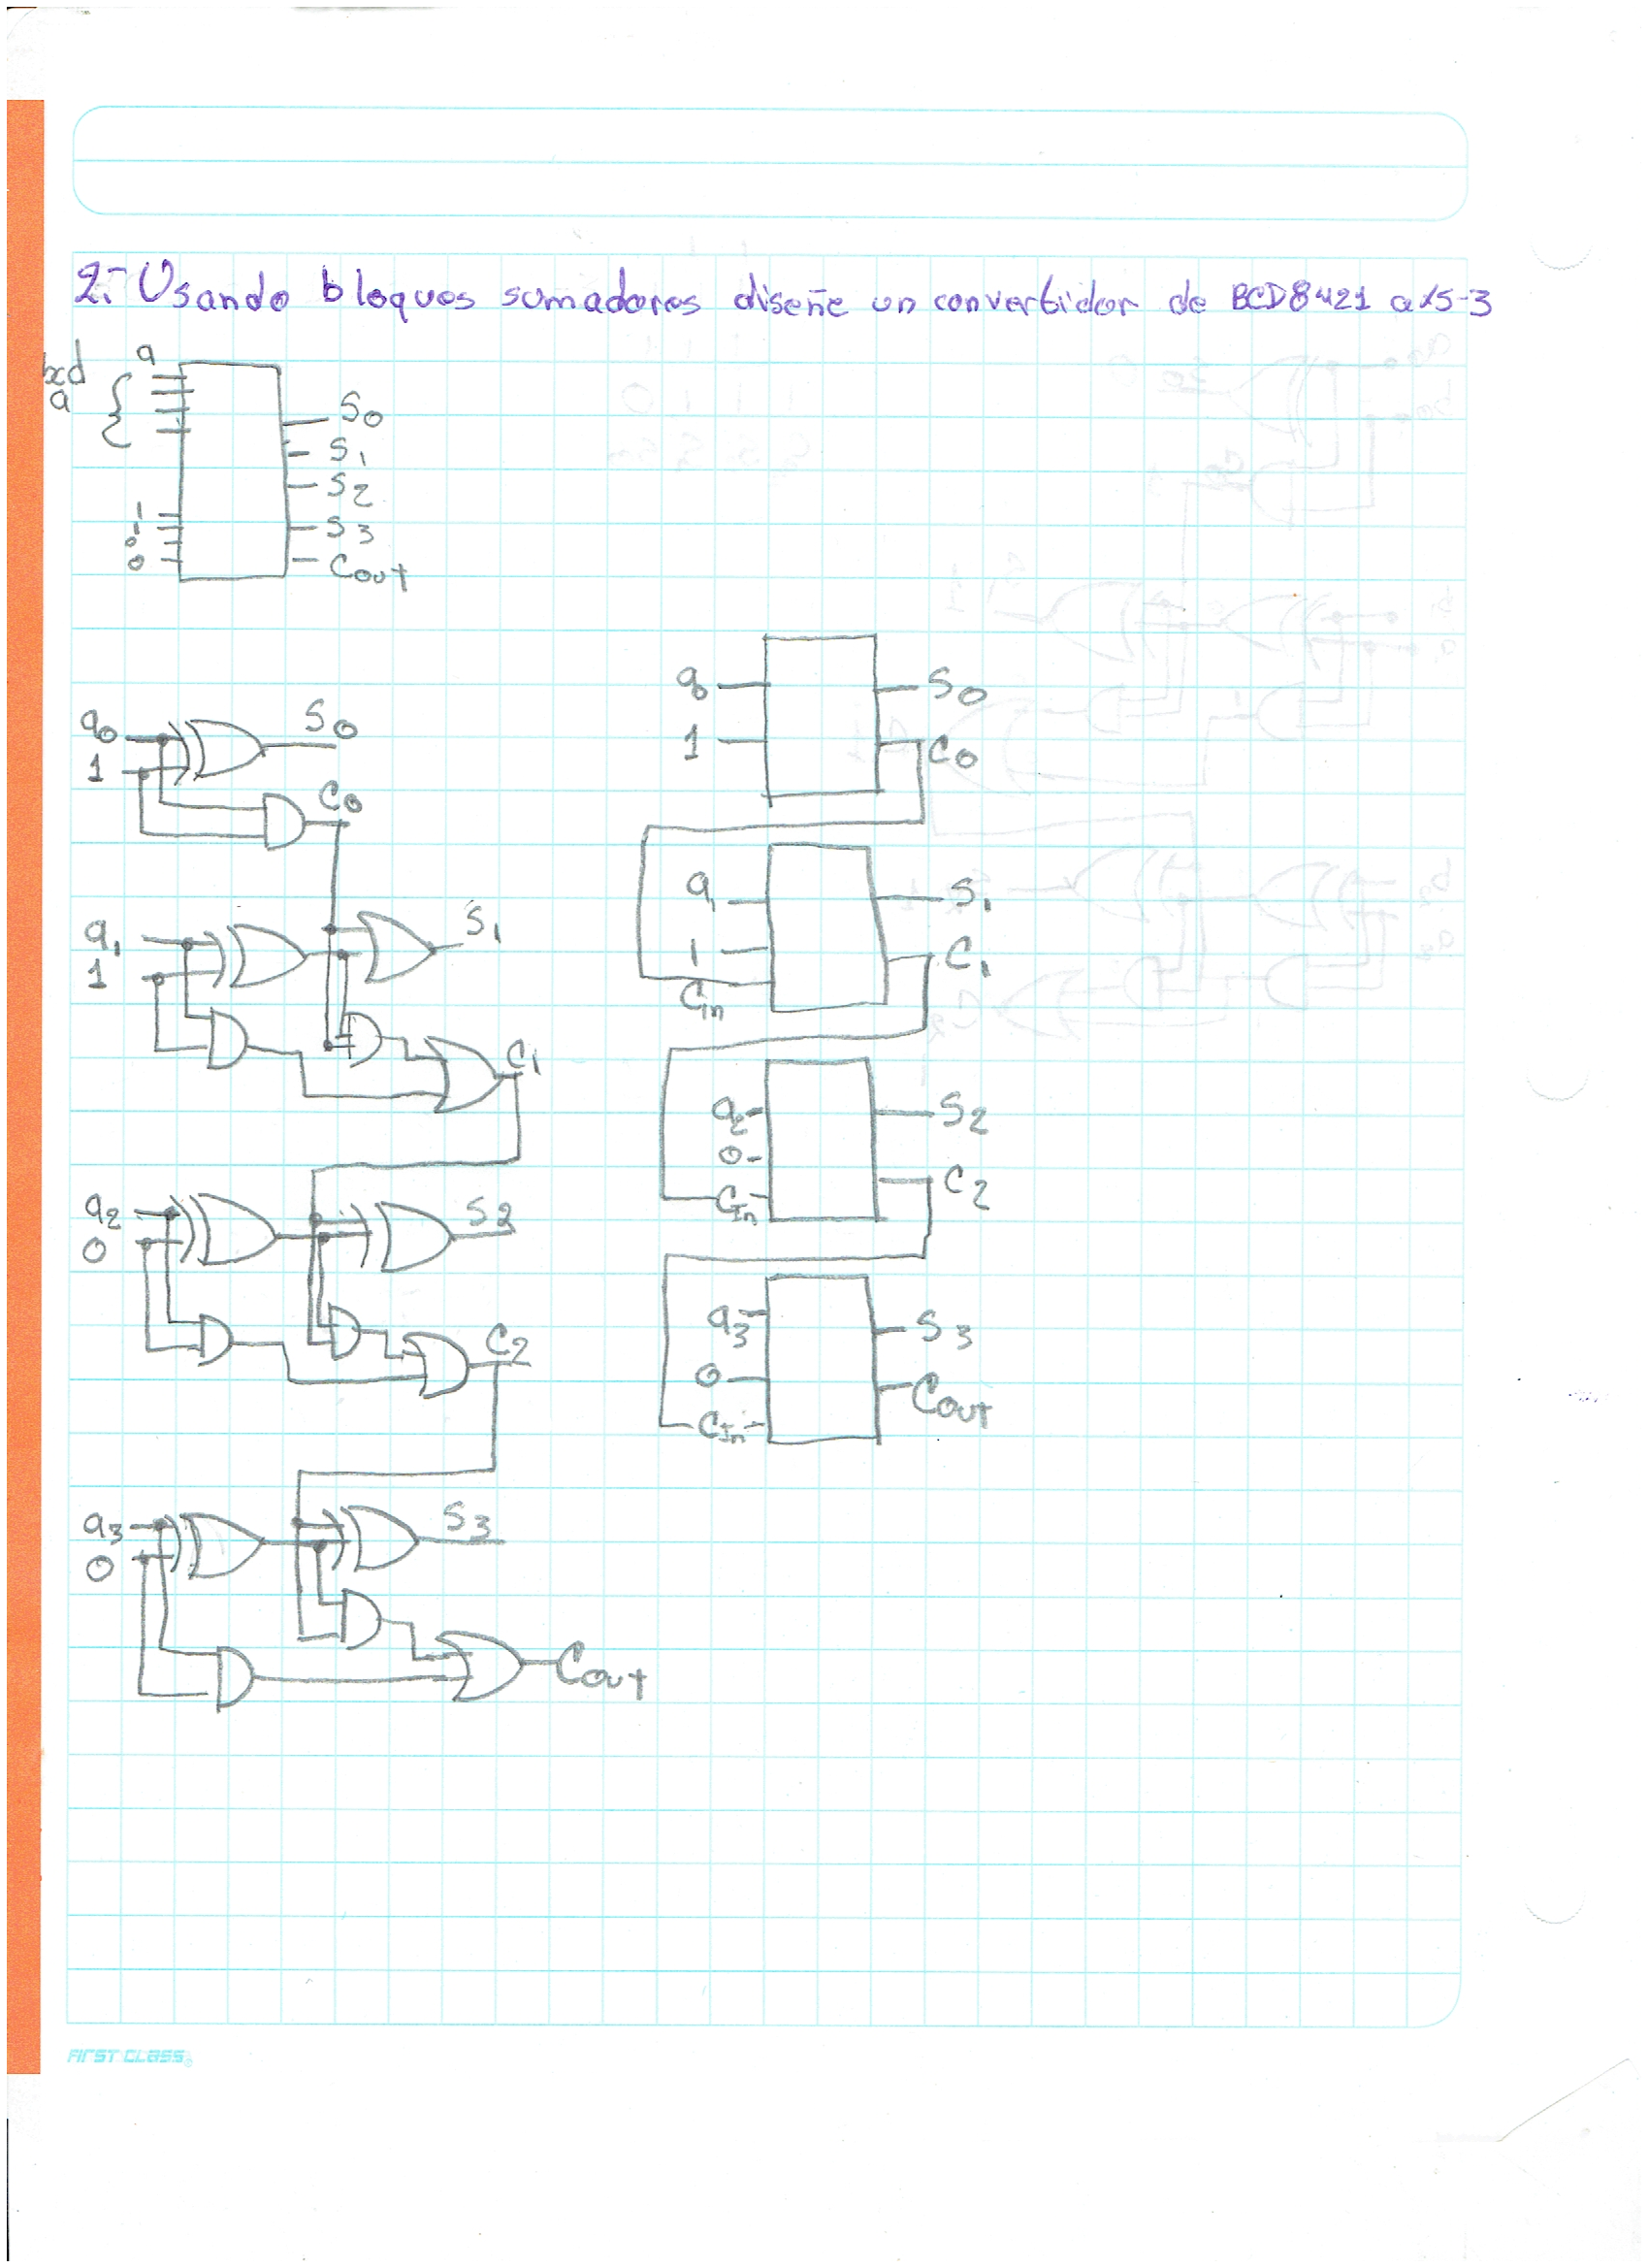 2.- Usando bloques sumadores diseñe un convertidor de BCD8421 a XS-3
bcd
a
a
S0
S1
S2
S3
Cout
1
1
0
0
a0
1
S0
C0
a1
1
S1
C1
a2
0
S2
C2
a3
0
S3
Cout
a0
1
S0
C0
a1
1
Cin
S1
C1
a2
0
CIn
S2
C2
a3
0
CIn
S3
Cout
FIRST CLASS